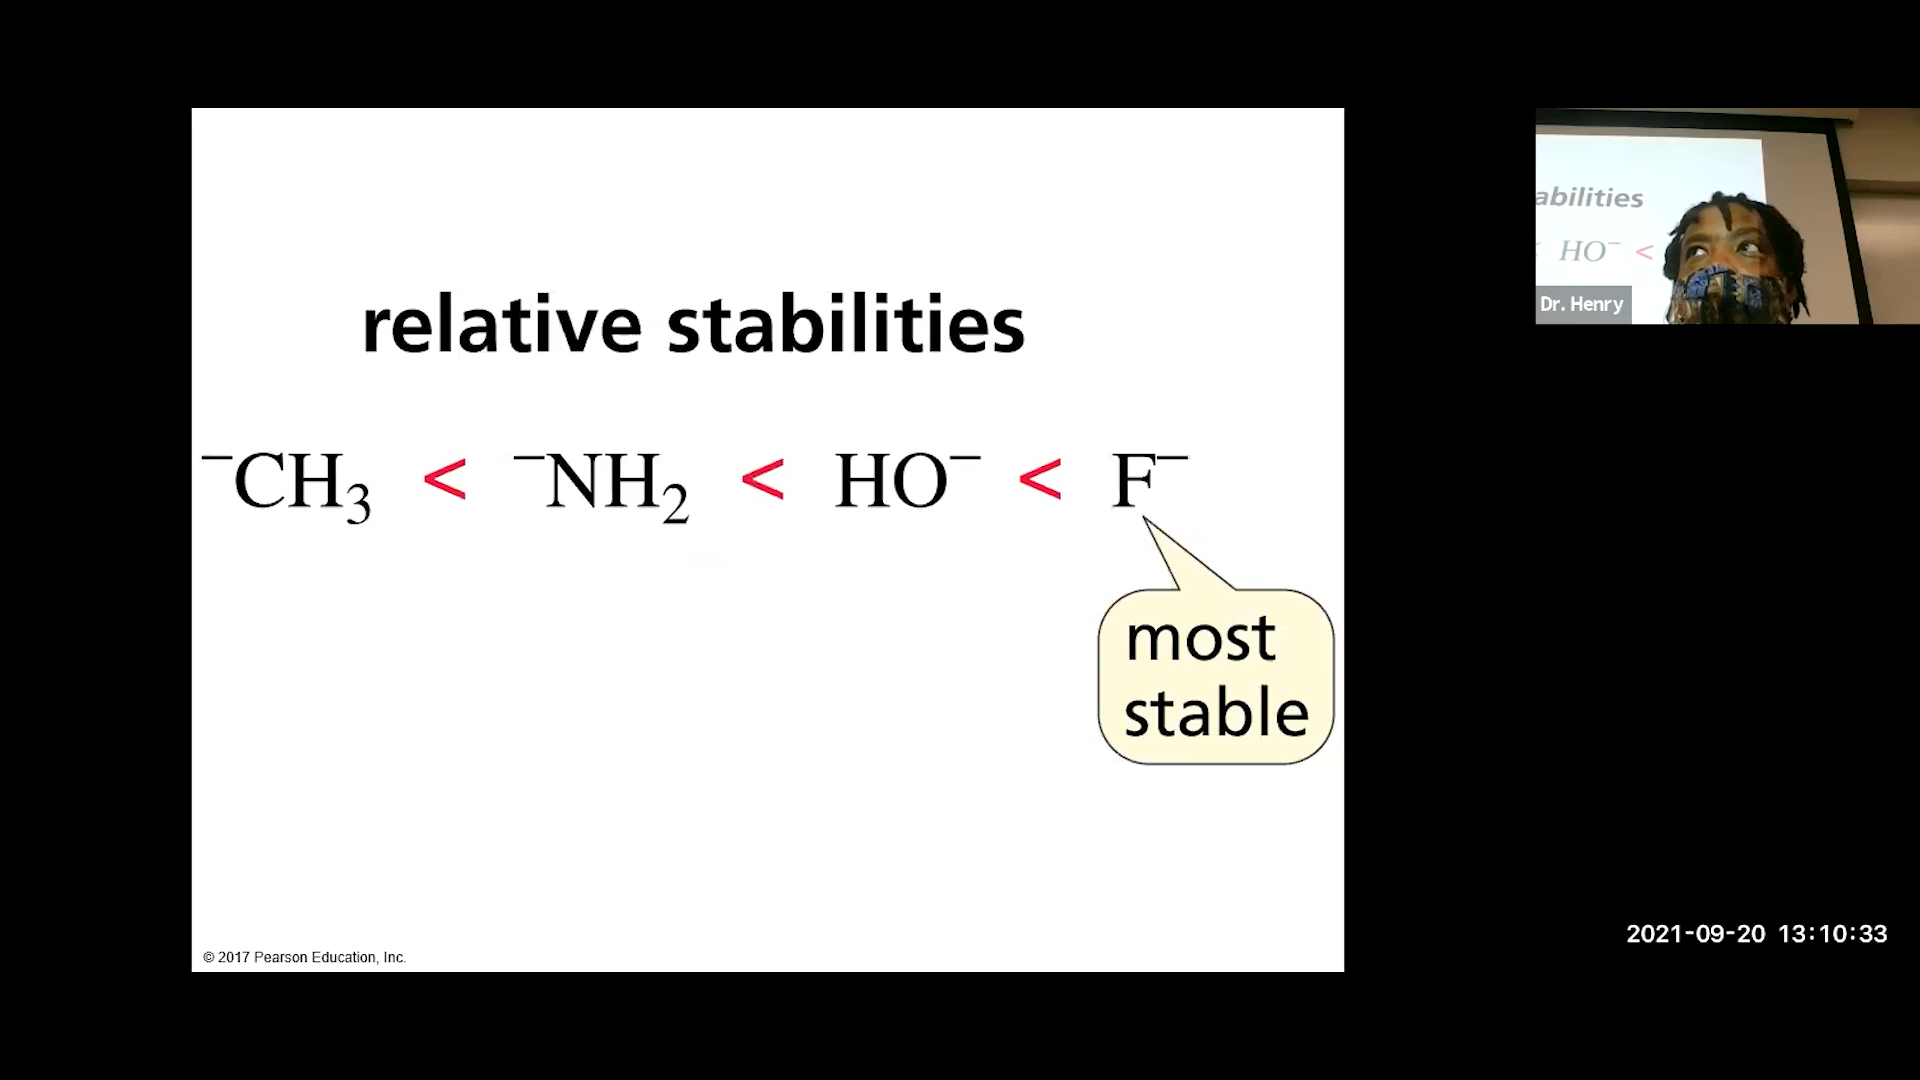 relative stabilities
⁻CH₃ < ⁻NH₂ < HO⁻ < F⁻
most
stable
© 2017 Pearson Education, Inc.
abilities
HO⁻ <
Dr. Henry
2021-09-20 13:10:33